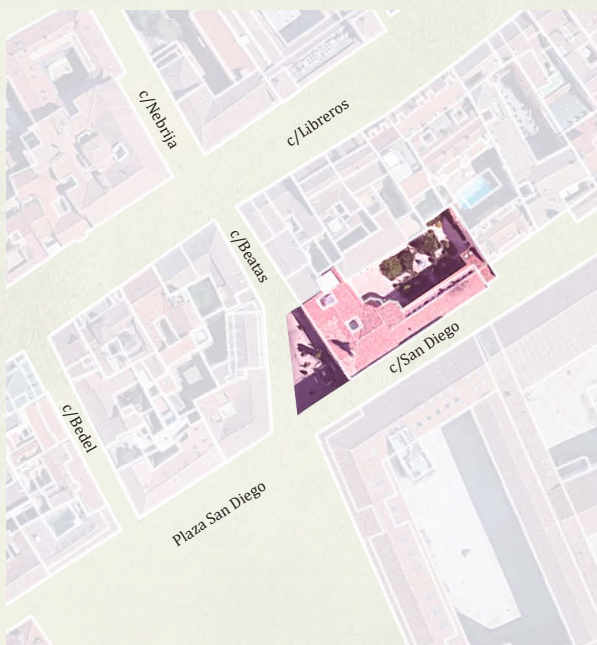 c/Nebrija
c/Libreros
c/Beatas
c/San Diego
c/Bedel
Plaza San Diego